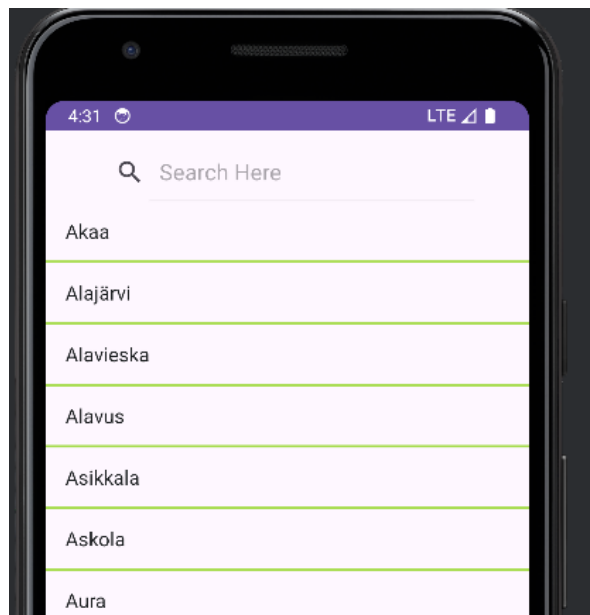 4:31 LTE
Search Here
Akaa
Alajärvi
Alavieska
Alavus
Asikkala
Askola
Aura